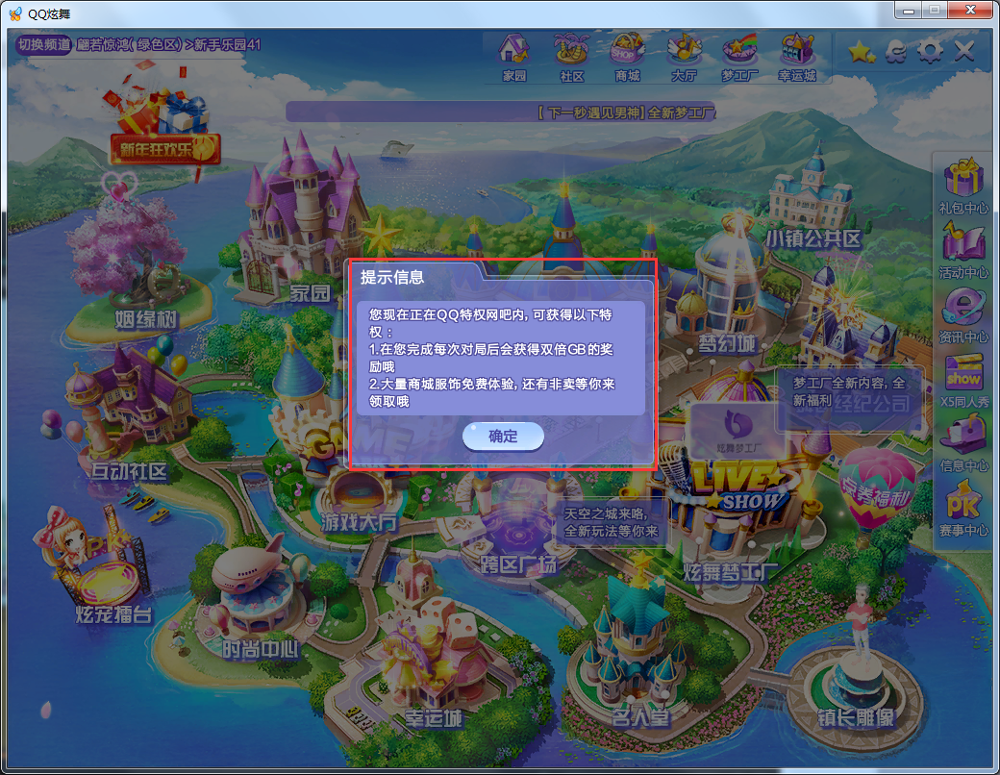 QQ炫舞
切换频道 翩若惊鸿(绿色区)>新手乐园41
家园 社区 商城 大厅 梦工厂 幸运城
【下一秒遇见男神】全新梦工厂
新年狂欢乐
小镇公共区
礼包中心
活动中心
资讯中心
show
X5同人秀
信息中心
PK
赛事中心
家园
姻缘树
梦幻城
提示信息
您现在正在QQ特权网吧内, 可获得以下特
权：
1.在您完成每次对局后会获得双倍GB的奖
励哦
2.大量商城服饰免费体验, 还有非卖等你来
领取哦
确定
梦工厂全新内容, 全
新福利
经纪公司
炫舞梦工厂
互动社区
GAME
游戏大厅
LIVE
SHOW
点券福利
天空之城来咯,
全新玩法等你来
跨区广场
炫舞梦工厂
PK
炫宠擂台
时尚中心
幸运城
名人堂
镇长雕像